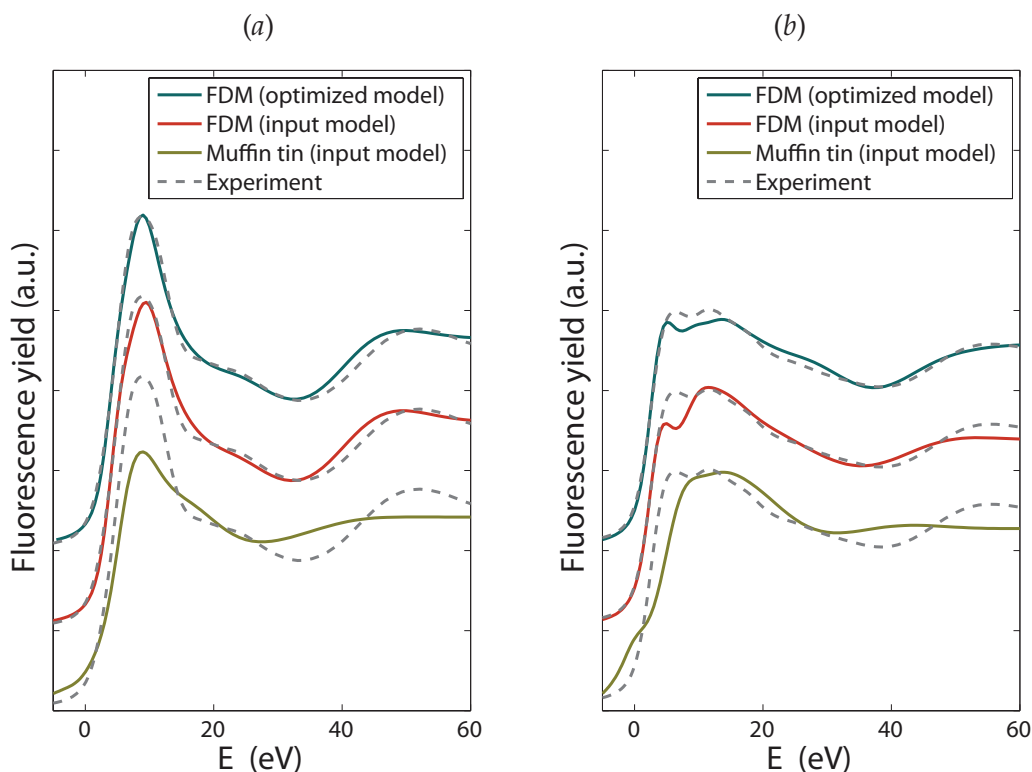 (a)
FDM (optimized model)
FDM (input model)
Muffin tin (input model)
Experiment
Fluorescence yield (a.u.)
0 20 40 60
E (eV)
(b)
FDM (optimized model)
FDM (input model)
Muffin tin (input model)
Experiment
Fluorescence yield (a.u.)
0 20 40 60
E (eV)